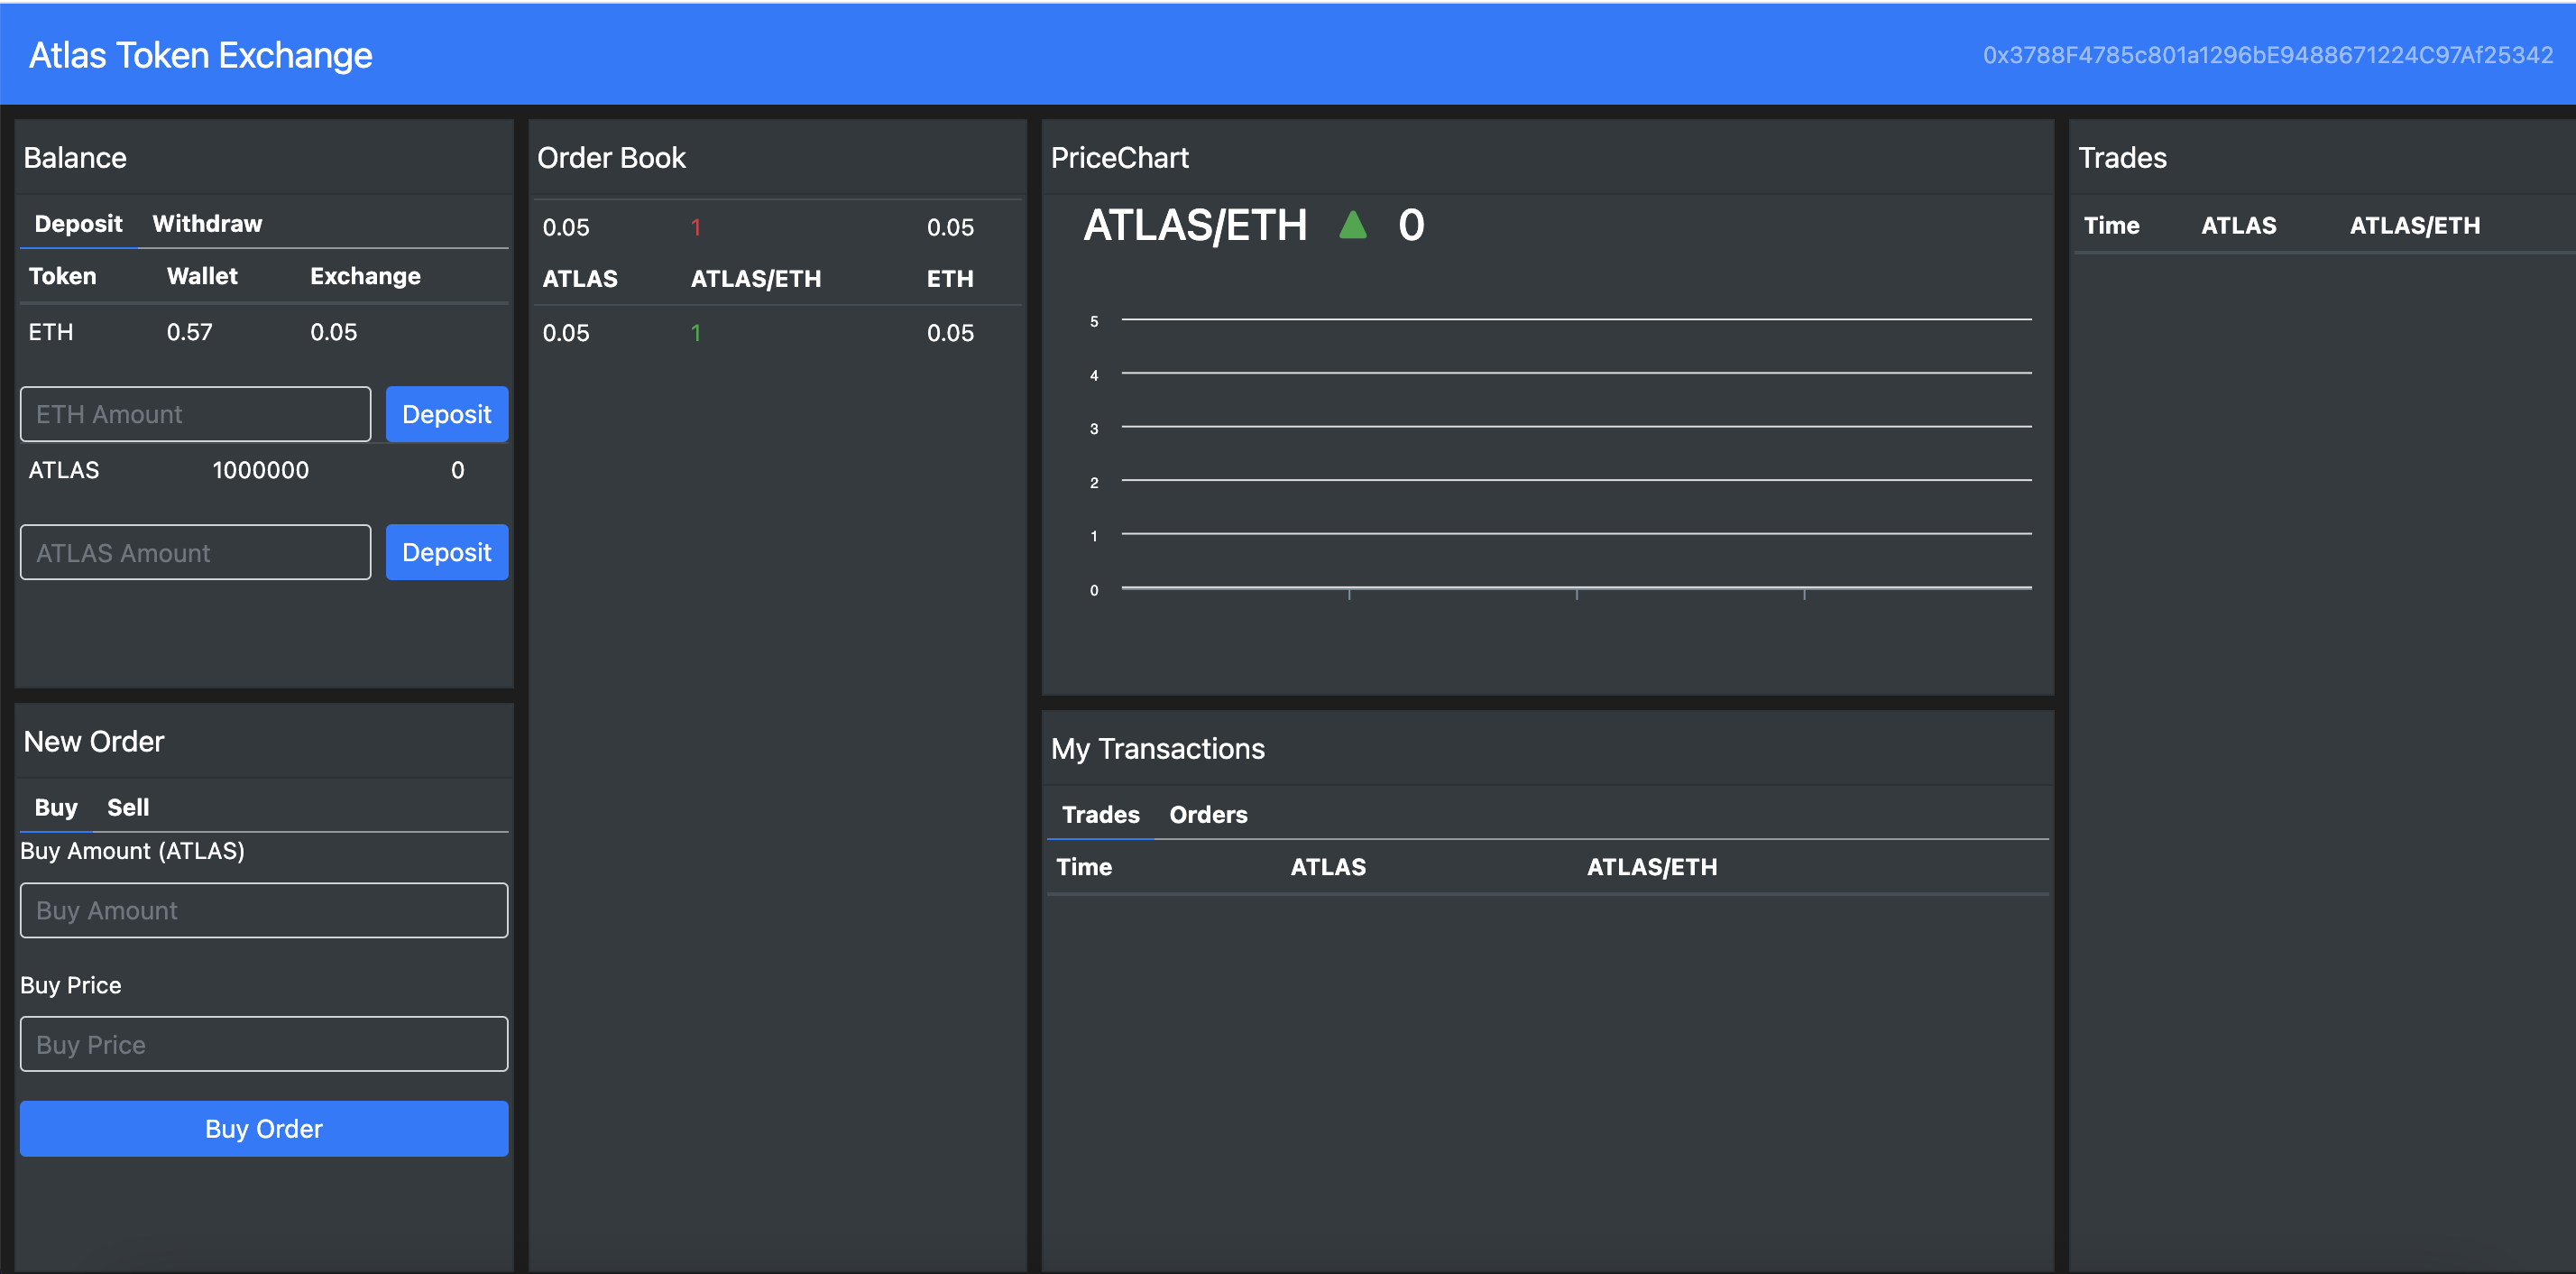 Atlas Token Exchange
0x3788F4785c801a1296bE9488671224C97Af25342
Balance
Deposit Withdraw
Token Wallet Exchange
ETH 0.57 0.05
ETH Amount Deposit
ATLAS 1000000 0
ATLAS Amount Deposit
New Order
Buy Sell
Buy Amount (ATLAS)
Buy Amount
Buy Price
Buy Price
Buy Order
Order Book
0.05 1 0.05
ATLAS ATLAS/ETH ETH
0.05 1 0.05
PriceChart
ATLAS/ETH ▲ 0
5
4
3
2
1
0
My Transactions
Trades Orders
Time ATLAS ATLAS/ETH
Trades
Time ATLAS ATLAS/ETH